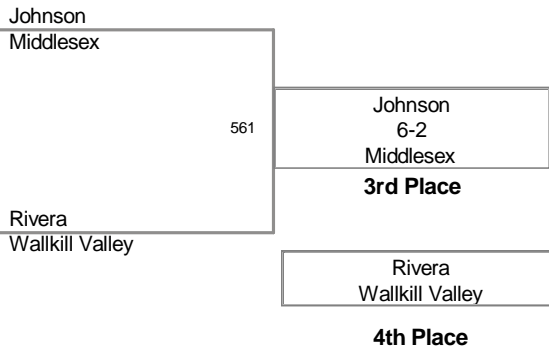 Johnson
Middlesex
561
Johnson
6-2
Middlesex
3rd Place
Rivera
Wallkill Valley
Rivera
Wallkill Valley
4th Place